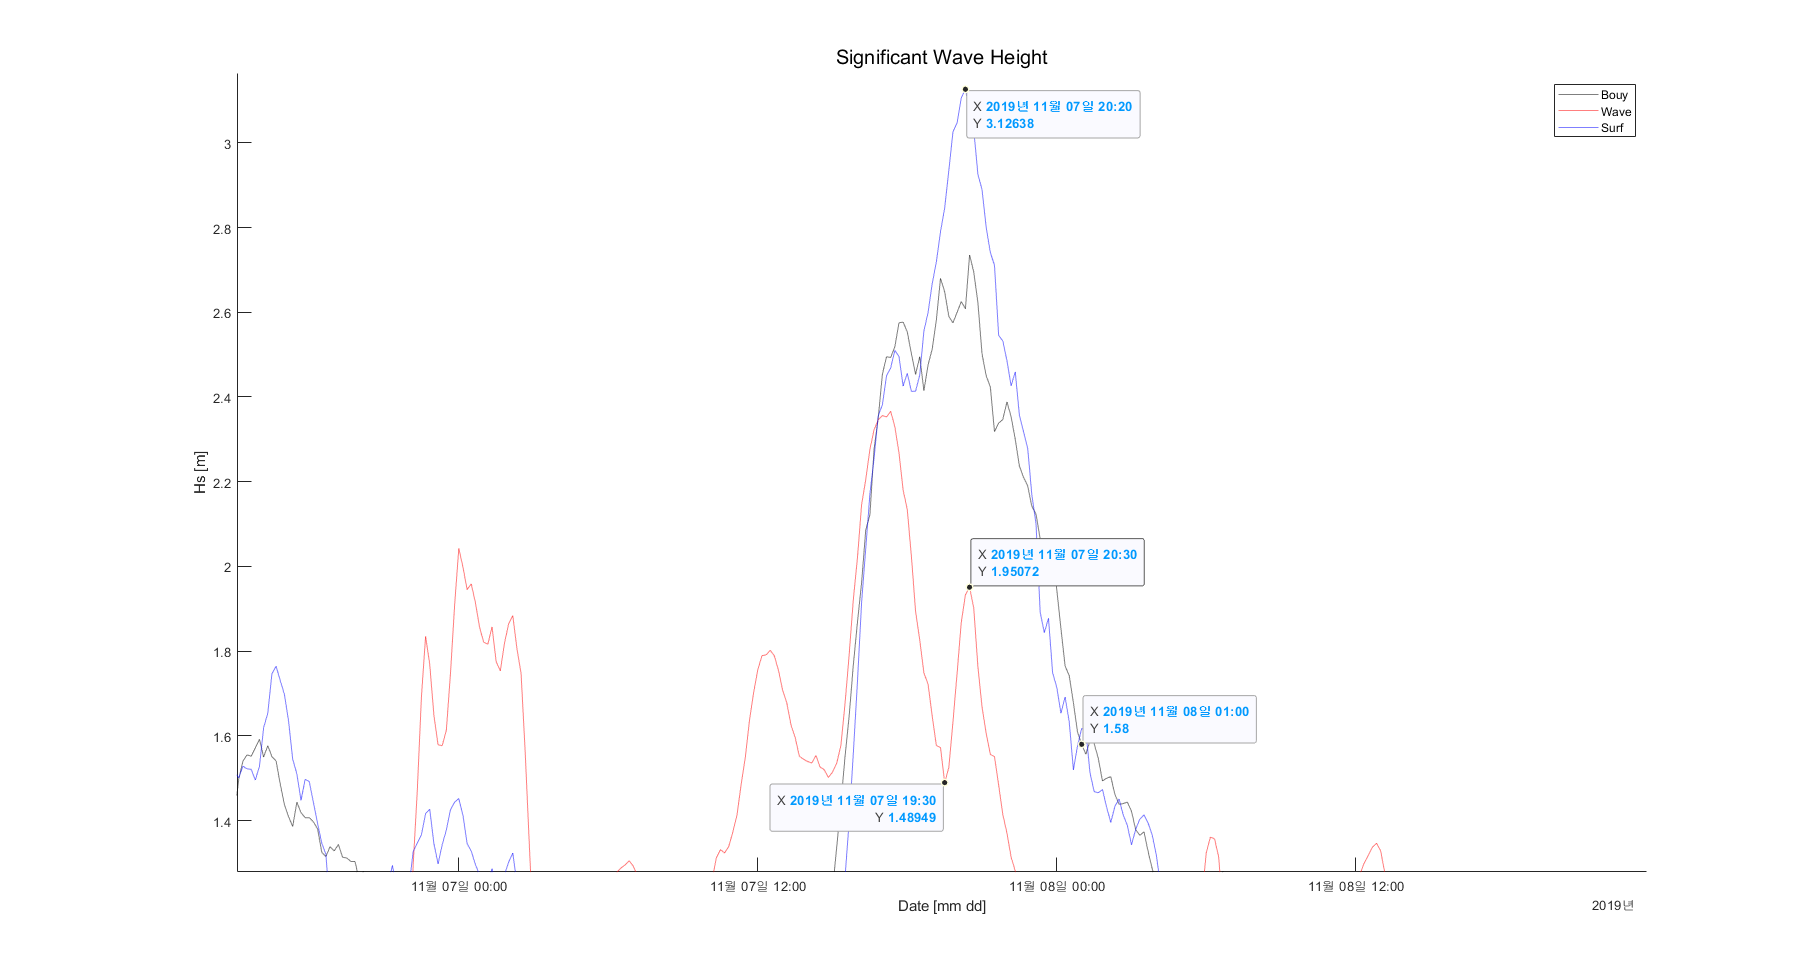 Significant Wave Height
Bouy
Wave
Surf
X 2019년 11월 07일 20:20
Y 3.12638
3
2.8
2.6
2.4
2.2
2
1.8
1.6
1.4
Hs [m]
X 2019년 11월 07일 20:30
Y 1.95072
X 2019년 11월 08일 01:00
Y 1.58
X 2019년 11월 07일 19:30
Y 1.48949
11월 07일 00:00
11월 07일 12:00
11월 08일 00:00
11월 08일 12:00
Date [mm dd]
2019년